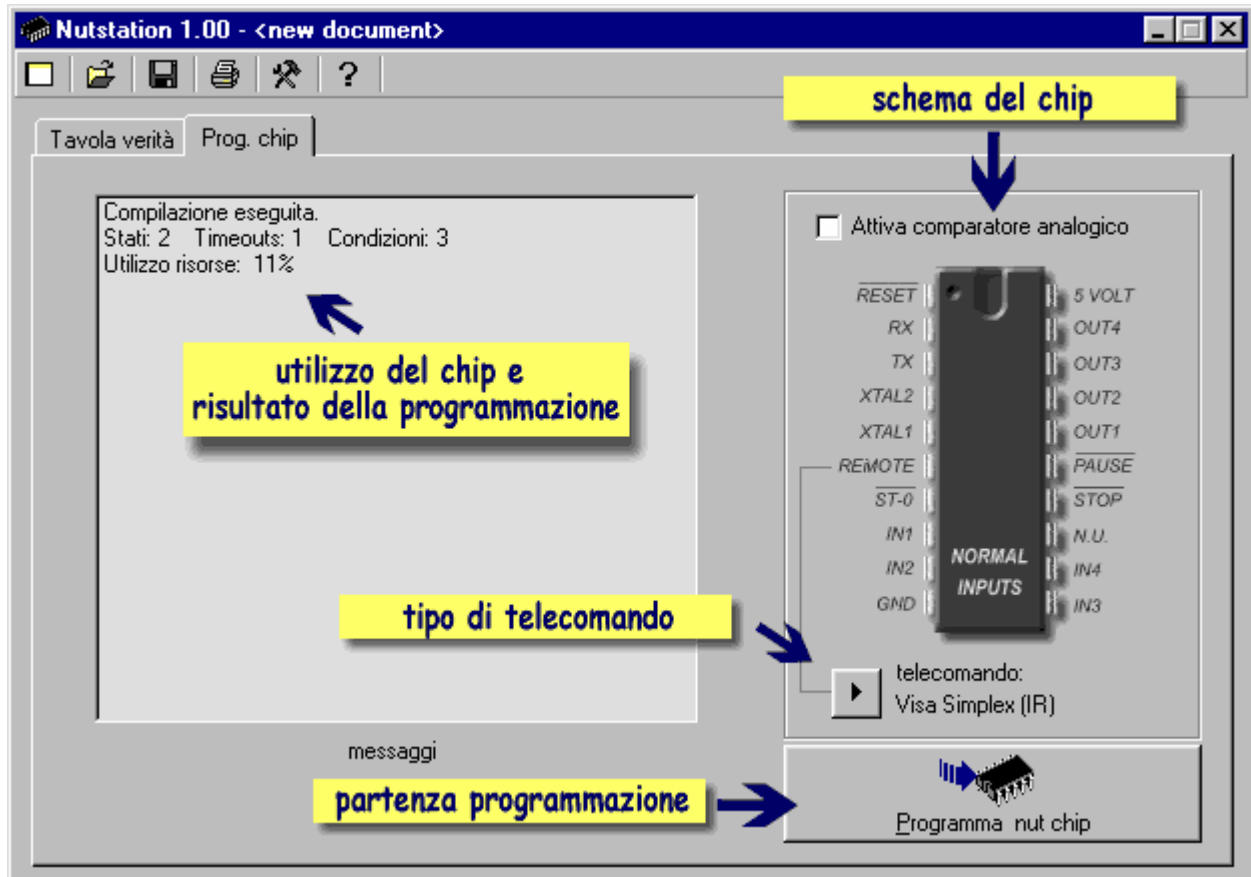 Nutstation 1.00 - <new document>
?
schema del chip
Tavola verità
Prog. chip
Compilazione eseguita.
Stati: 2 Timeouts: 1 Condizioni: 3
Utilizzo risorse: 11%
utilizzo del chip e
risultato della programmazione
Attiva comparatore analogico
RESET
5 VOLT
RX
OUT4
TX
OUT3
XTAL2
OUT2
XTAL1
OUT1
REMOTE
PAUSE
ST-0
STOP
IN1
N.U.
IN2
IN4
GND
IN3
NORMAL
INPUTS
tipo di telecomando
telecomando:
Visa Simplex (IR)
messaggi
partenza programmazione
Programma nut chip